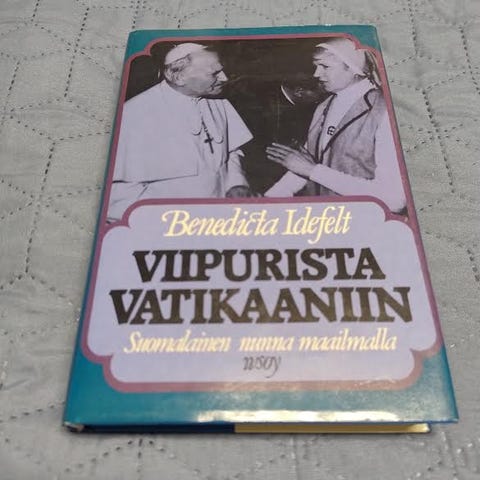 Benedicta Idefelt
VIIPURISTA
VATIKAANIIN
Suomalainen nunna maailmalla
wsoy